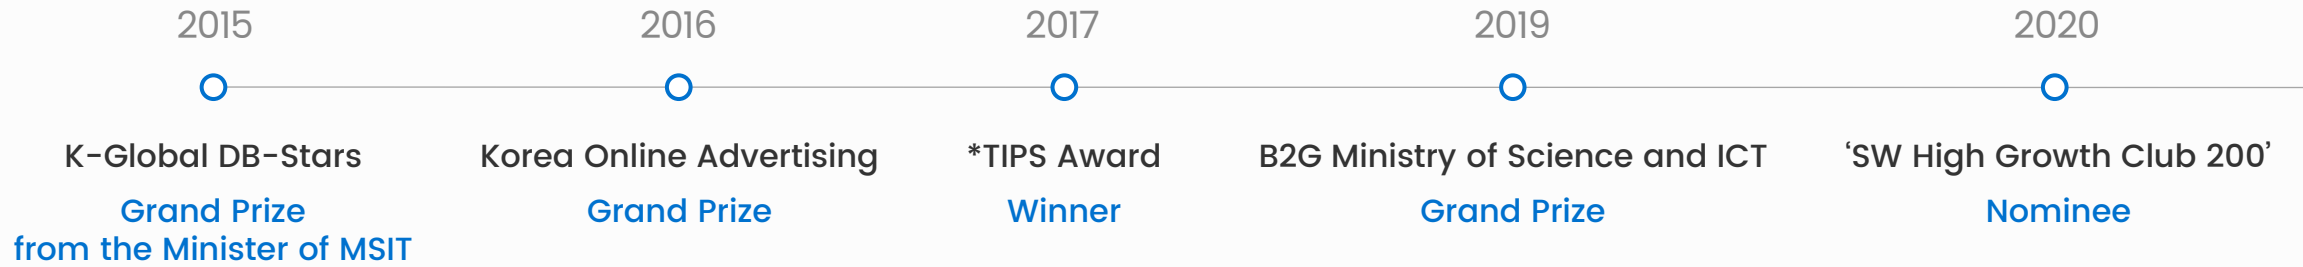 2015
K-Global DB-Stars
Grand Prize
from the Minister of MSIT
2016
Korea Online Advertising
Grand Prize
2017
*TIPS Award
Winner
2019
B2G Ministry of Science and ICT
Grand Prize
2020
‘SW High Growth Club 200’
Nominee